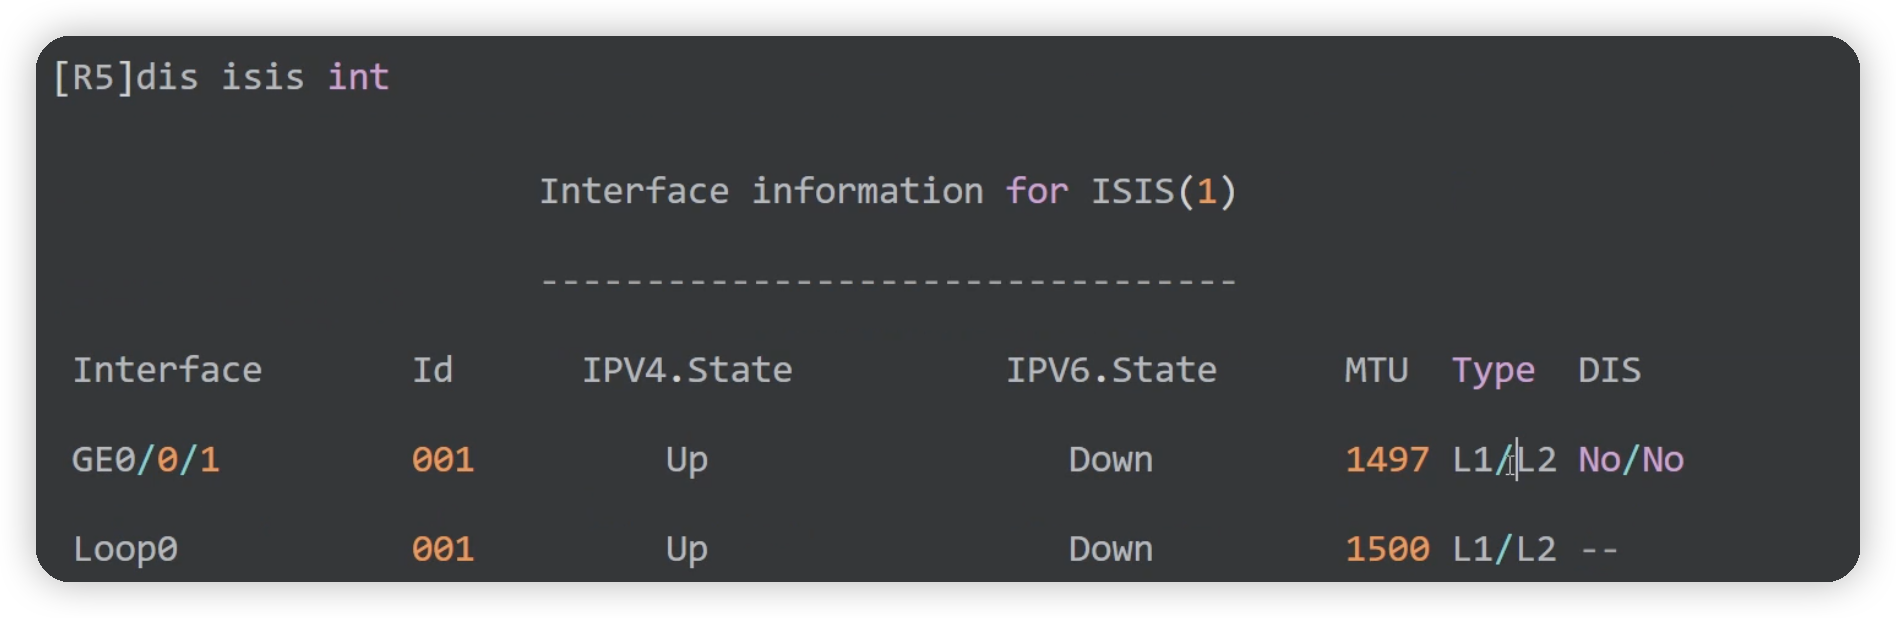 [R5]dis isis int
Interface information for ISIS(1)
---------------------------------
Interface Id IPV4.State IPV6.State MTU Type DIS
GE0/0/1 001 Up Down 1497 L1/L2 No/No
Loop0 001 Up Down 1500 L1/L2 --